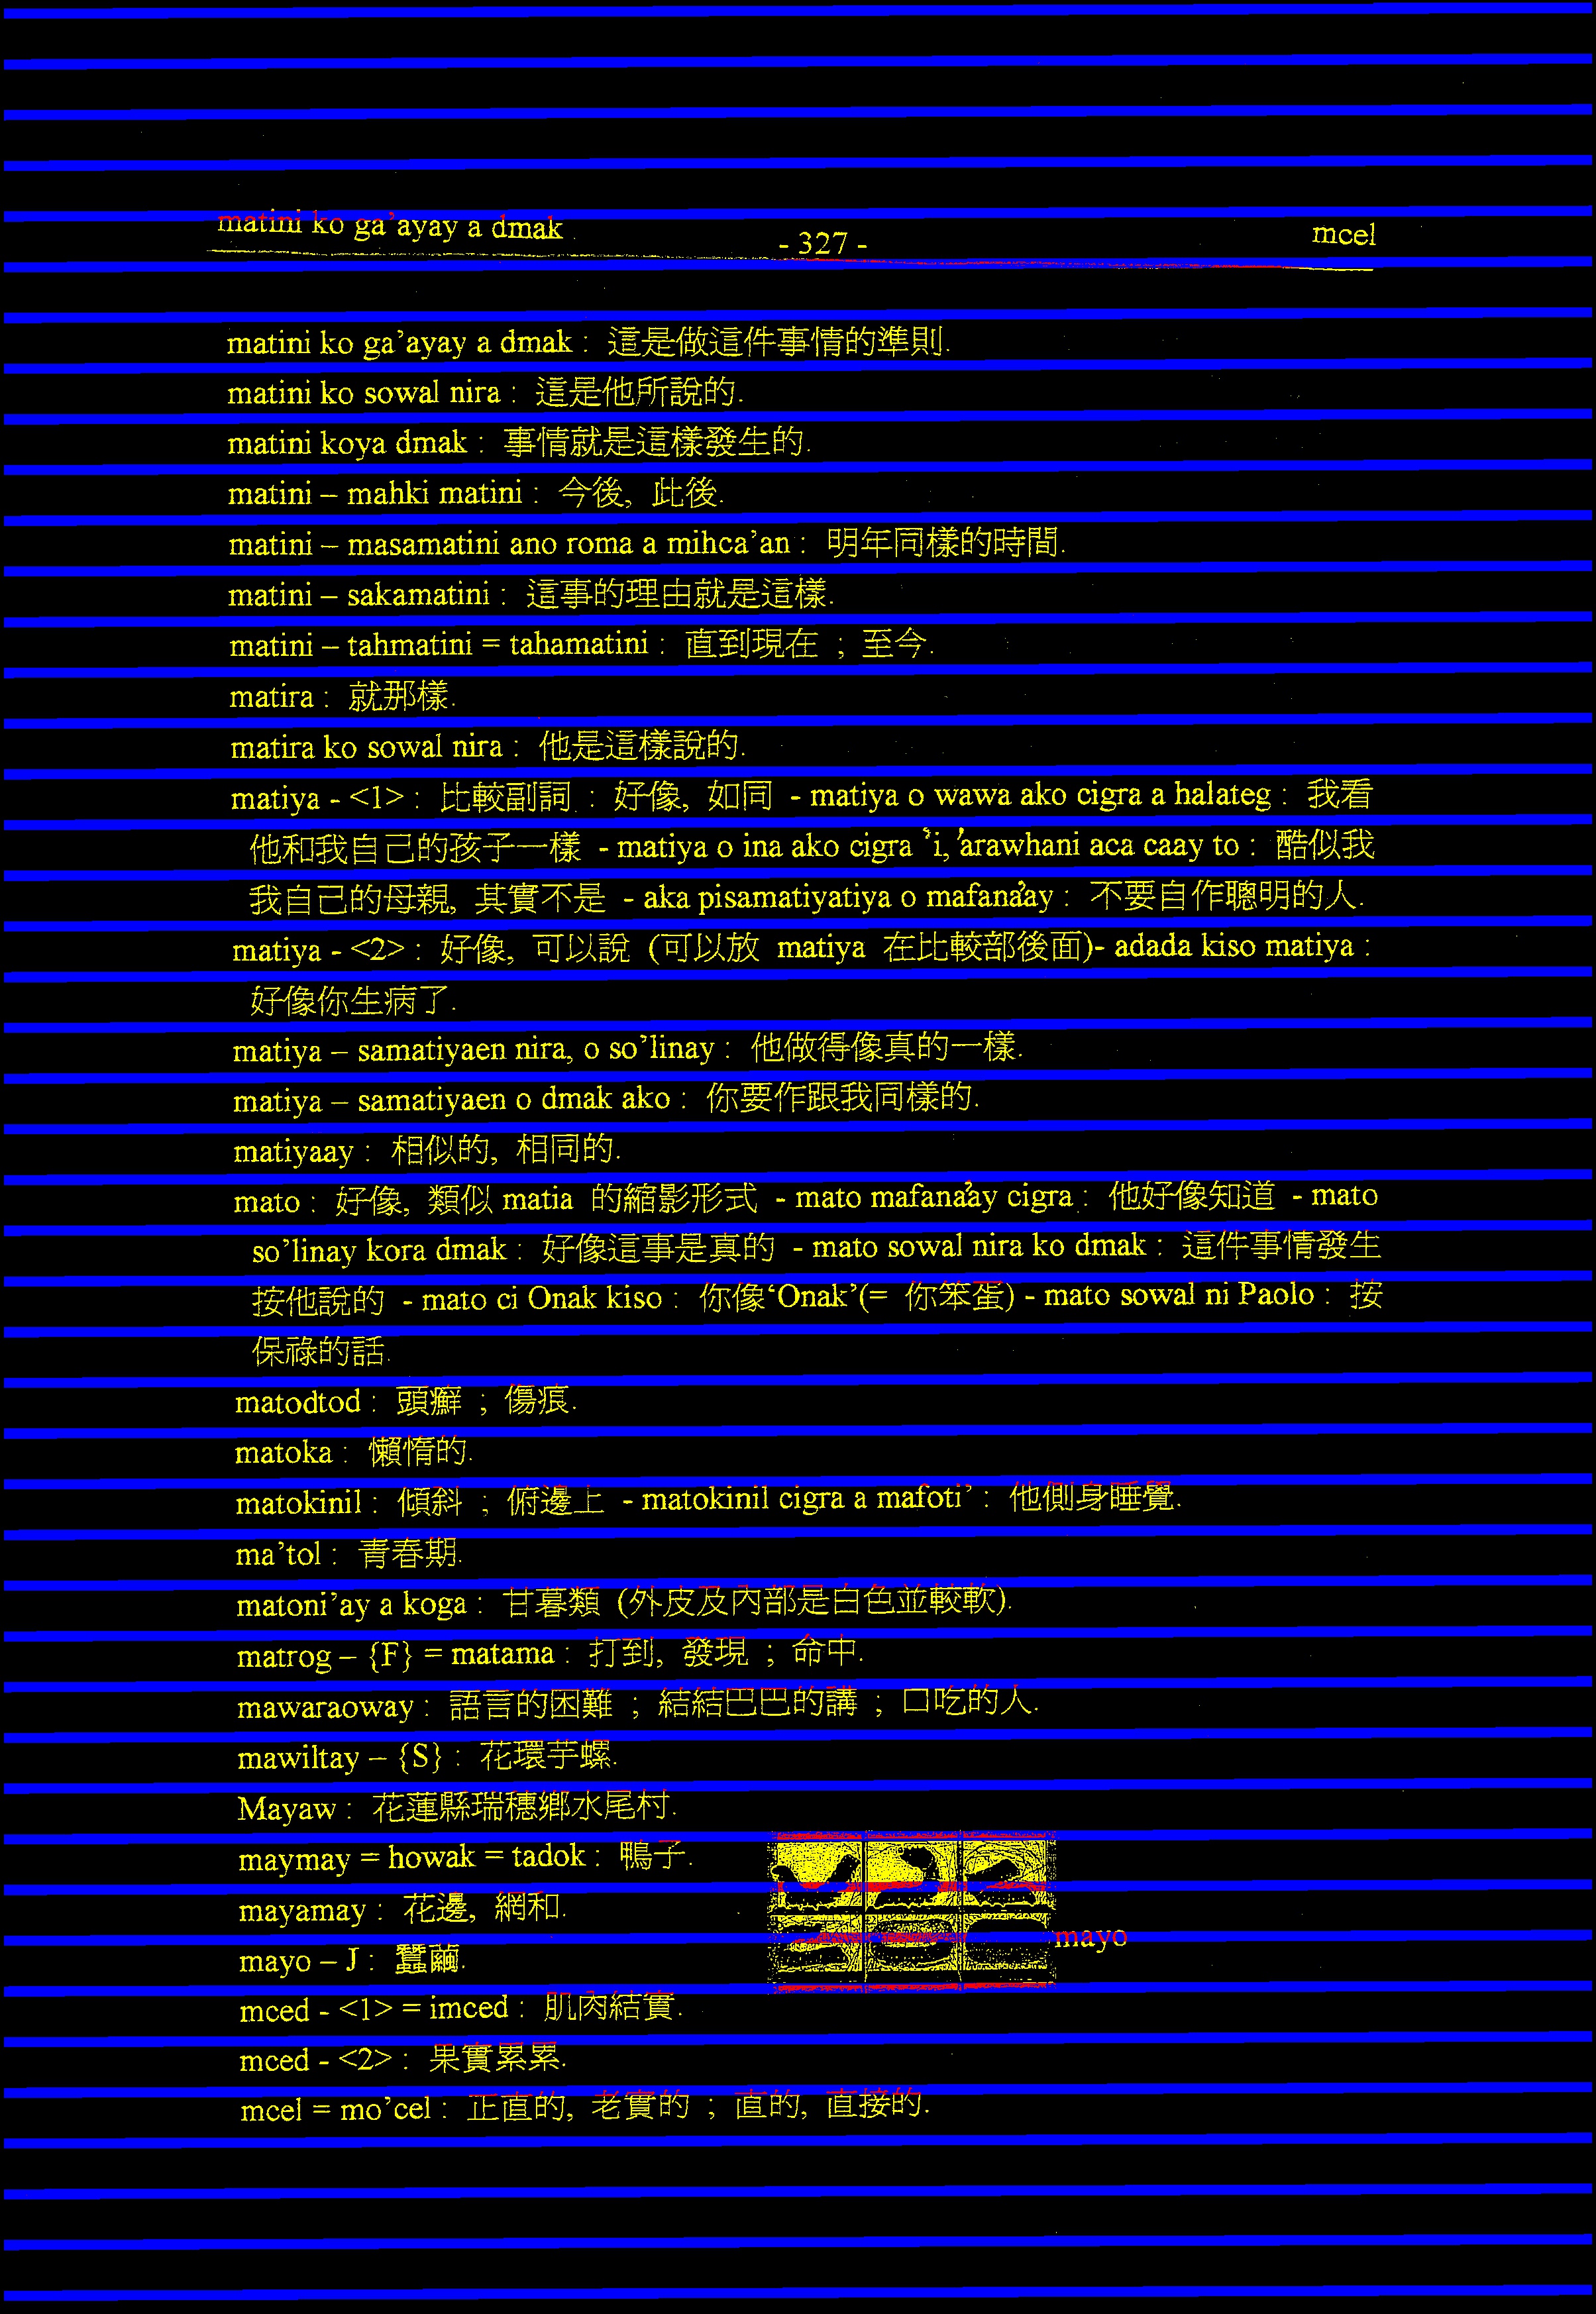 matini ko ga'ayay a dmak - 327 - mcel
matini ko ga'ayay a dmak : 這是做這件事情的準則.
matini ko sowal nira : 這是他所說的.
matini koya dmak : 事情就是這樣發生的.
matini – mahki matini : 今後, 此後.
matini – masamatini ano roma a mihca'an : 明年同樣的時間.
matini – sakamatini : 這事的理由就是這樣.
matini – tahmatini = tahamatini : 直到現在 ; 至今.
matira : 就那樣.
matira ko sowal nira : 他是這樣說的.
matiya - <1> : 比較副詞 : 好像, 如同 - matiya o wawa ako cigra a halateg : 我看
他和我自己的孩子一樣 - matiya o ina ako cigra 'i, 'arawhani aca caay to : 酷似我
我自己的母親, 其實不是 - aka pisamatiyatiya o mafana'ay : 不要自作聰明的人.
matiya - <2> : 好像, 可以說 (可以放 matiya 在比較部後面)- adada kiso matiya :
好像你生病了.
matiya – samatiyaen nira, o so'linay : 他做得像真的一樣.
matiya – samatiyaen o dmak ako : 你要作跟我同樣的.
matiyaay : 相似的, 相同的.
mato : 好像, 類似 matia 的縮影形式 - mato mafana'ay cigra : 他好像知道 - mato
so'linay kora dmak : 好像這事是真的 - mato sowal nira ko dmak : 這件事情發生
按他說的 - mato ci Onak kiso : 你像'Onak'(= 你笨蛋) - mato sowal ni Paolo : 按
保祿的話.
matodtod : 頭癬 ; 傷痕.
matoka : 懶惰的.
matokinil : 傾斜 ; 俯邊上 - matokinil cigra a mafoti' : 他側身睡覺.
ma'tol : 青春期.
matoni'ay a koga : 甘暮類 (外皮及內部是白色並較軟).
matrog – {F} = matama : 打到, 發現 ; 命中.
mawaraoway : 語言的困難 ; 結結巴巴的講 ; 口吃的人.
mawiltay – {S} : 花環芋螺.
Mayaw : 花蓮縣瑞穗鄉水尾村.
maymay = howak = tadok : 鴨子.
mayamay : 花邊, 網和.
mayo – J : 蠶繭.
mayo
mced - <1> = imced : 肌肉結實.
mced - <2> : 果實累累.
mcel = mo'cel : 正直的, 老實的 ; 直的, 直接的.